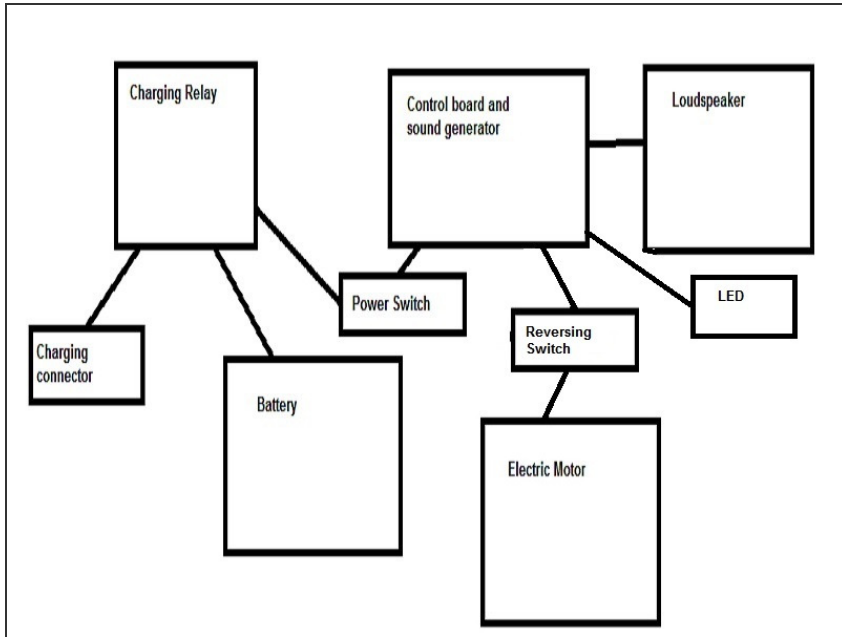 Charging Relay
Control board and
sound generator
Loudspeaker
Power Switch
LED
Reversing
Switch
Charging
connector
Battery
Electric Motor